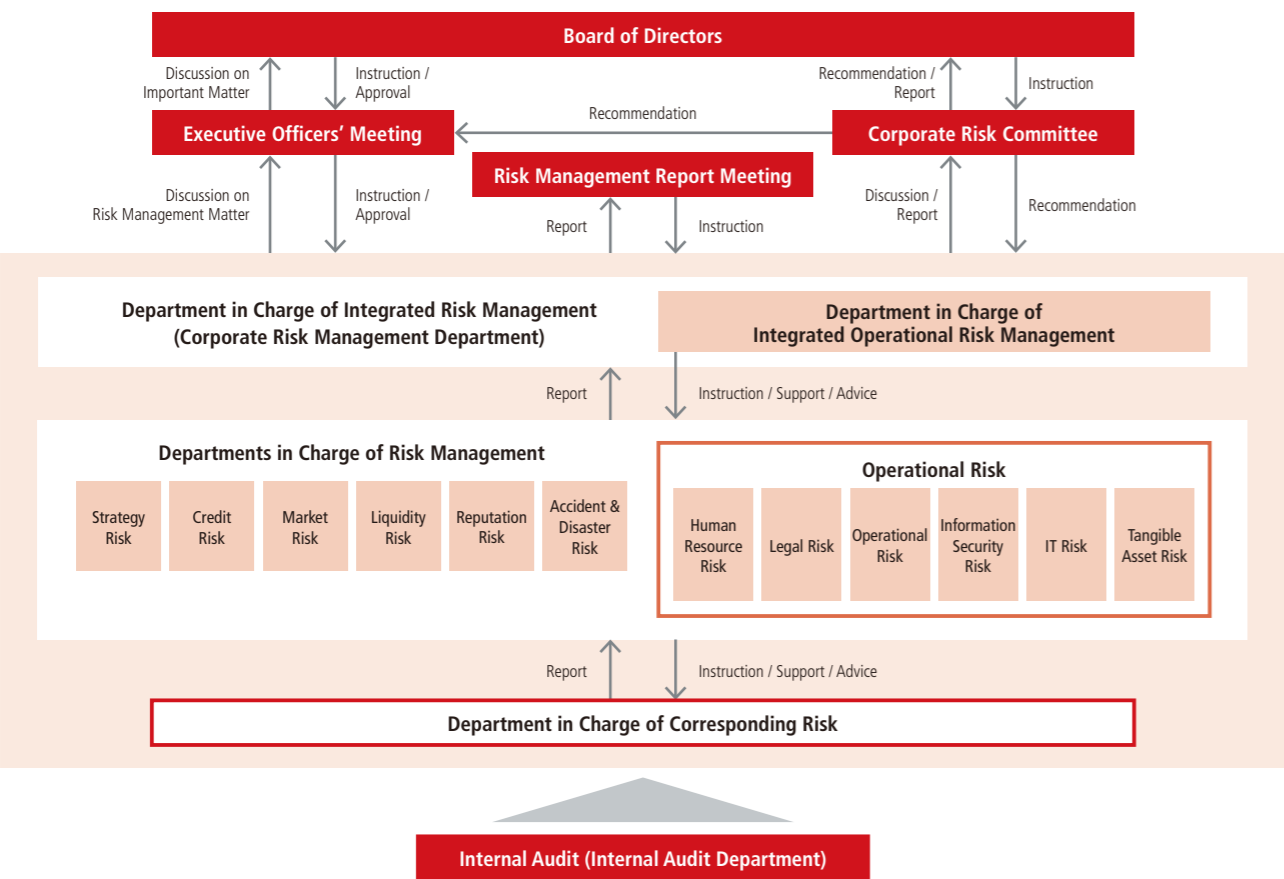 Board of Directors
Discussion on
Important Matter
Instruction /
Approval
Recommendation /
Report
Instruction
Executive Officers’ Meeting
Recommendation
Corporate Risk Committee
Risk Management Report Meeting
Discussion on
Risk Management Matter
Instruction /
Approval
Report
Instruction
Discussion /
Report
Recommendation
Department in Charge of Integrated Risk Management
(Corporate Risk Management Department)
Department in Charge of
Integrated Operational Risk Management
Report
Instruction / Support / Advice
Departments in Charge of Risk Management
Strategy
Risk
Credit
Risk
Market
Risk
Liquidity
Risk
Reputation
Risk
Accident &
Disaster
Risk
Operational Risk
Human
Resource
Risk
Legal Risk
Operational
Risk
Information
Security
Risk
IT Risk
Tangible
Asset Risk
Report
Instruction / Support / Advice
Department in Charge of Corresponding Risk
Internal Audit (Internal Audit Department)